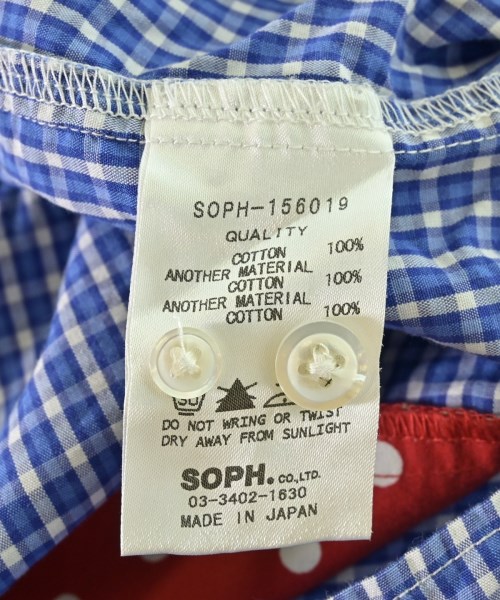 SOPH-156019
QUALITY
COTTON 100%
ANOTHER MATERIAL
COTTON 100%
ANOTHER MATERIAL
COTTON 100%
DO NOT WRING OR TWIST
DRY AWAY FROM SUNLIGHT
SOPH. CO.,LTD.
03-3402-1630
MADE IN JAPAN